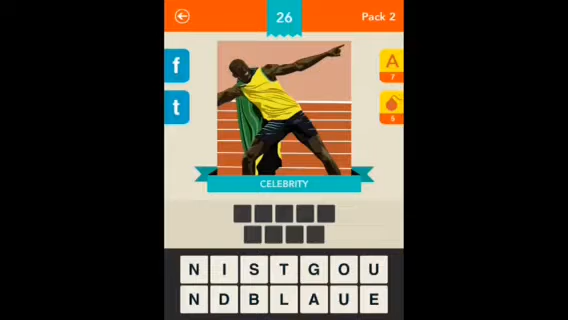 26
Pack 2
f
A
7
t
5
CELEBRITY
N I S T G O U
N D B L A U E